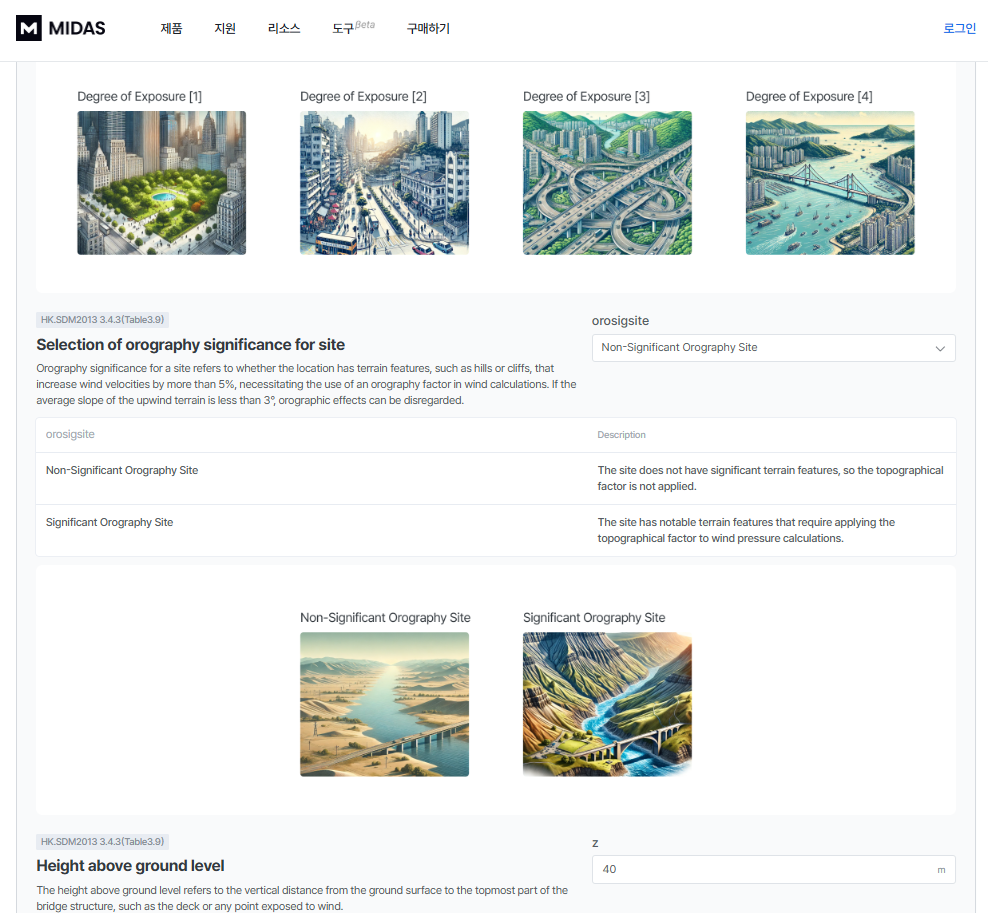 MIDAS
제품 지원 리소스 도구Beta 구매하기 로그인
Degree of Exposure [1] Degree of Exposure [2] Degree of Exposure [3] Degree of Exposure [4]
HK.SDM2013 3.4.3(Table3.9)
Selection of orography significance for site
Orography significance for a site refers to whether the location has terrain features, such as hills or cliffs, that
increase wind velocities by more than 5%, necessitating the use of an orography factor in wind calculations. If the
average slope of the upwind terrain is less than 3°, orographic effects can be disregarded.
orosigsite
Non-Significant Orography Site
orosigsite Description
Non-Significant Orography Site The site does not have significant terrain features, so the topographical
factor is not applied.
Significant Orography Site The site has notable terrain features that require applying the
topographical factor to wind pressure calculations.
Non-Significant Orography Site Significant Orography Site
HK.SDM2013 3.4.3(Table3.9)
Height above ground level
The height above ground level refers to the vertical distance from the ground surface to the topmost part of the
bridge structure, such as the deck or any point exposed to wind.
z
40 m